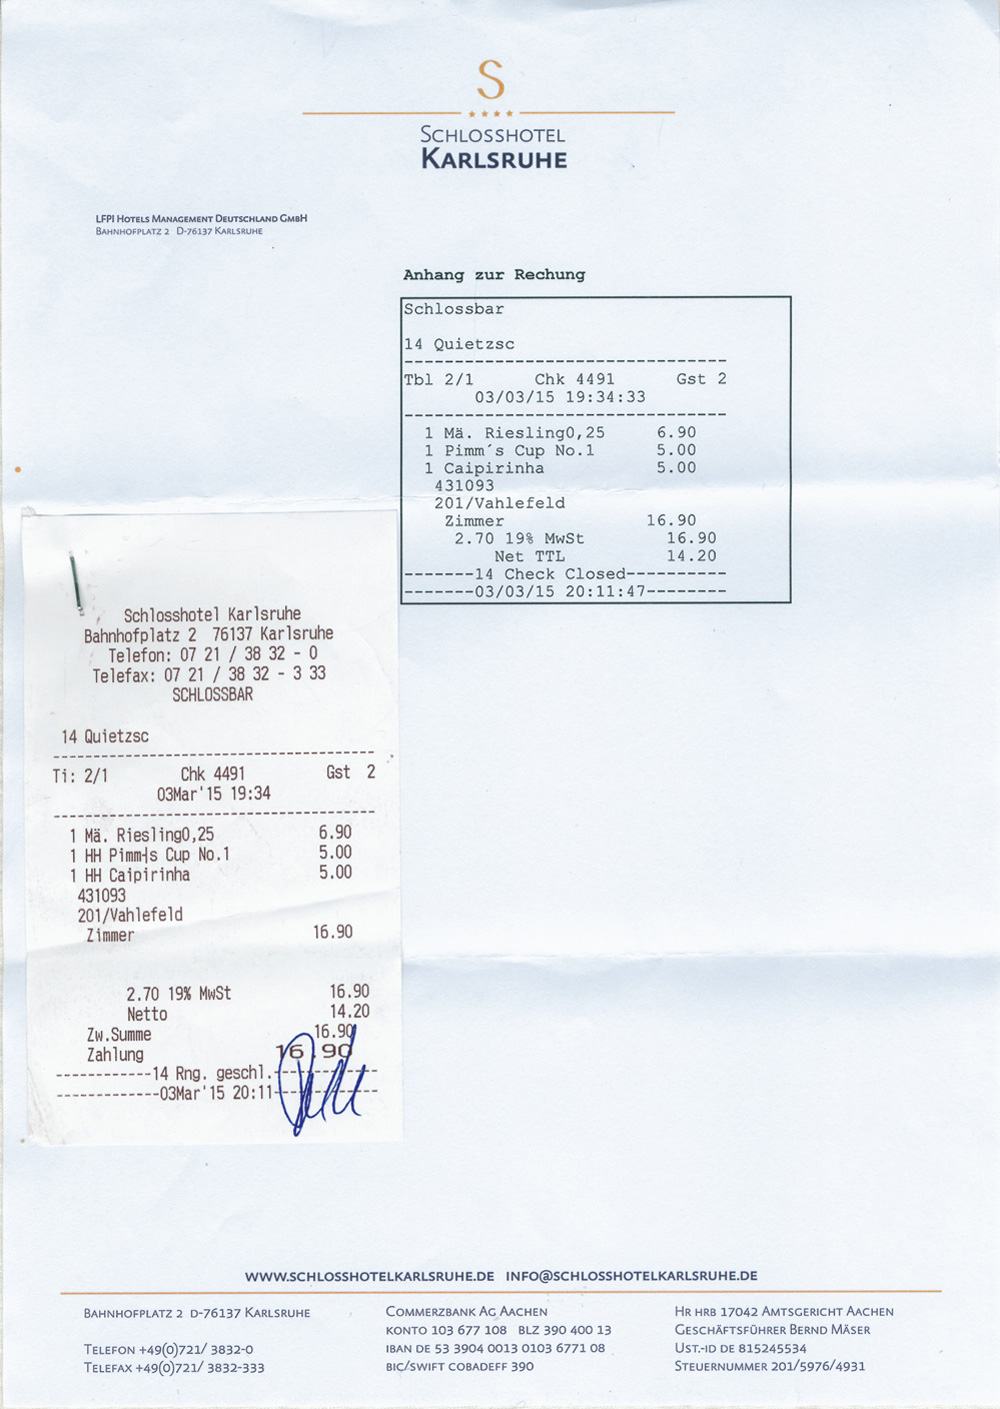 S
SCHLOSSHOTEL
KARLSRUHE
LFPI HOTELS MANAGEMENT DEUTSCHLAND GMBH
BAHNHOFPLATZ 2 D-76137 KARLSRUHE
Anhang zur Rechung
Schlossbar
14 Quietzsc
--------------------------------
Tbl 2/1 Chk 4491 Gst 2
03/03/15 19:34:33
--------------------------------
1 Mä. Riesling0,25 6.90
1 Pimm´s Cup No.1 5.00
1 Caipirinha 5.00
431093
201/Vahlefeld
Zimmer 16.90
2.70 19% MwSt 16.90
Net TTL 14.20
-------14 Check Closed----------
-------03/03/15 20:11:47--------
Schlosshotel Karlsruhe
Bahnhofplatz 2 76137 Karlsruhe
Telefon: 07 21 / 38 32 - 0
Telefax: 07 21 / 38 32 - 3 33
SCHLOSSBAR
14 Quietzsc
--------------------------------
Ti: 2/1 Chk 4491 Gst 2
03Mar'15 19:34
--------------------------------
1 Mä. Riesling0,25 6.90
1 HH Pimm┤s Cup No.1 5.00
1 HH Caipirinha 5.00
431093
201/Vahlefeld
Zimmer 16.90
2.70 19% MwSt 16.90
Netto 14.20
Zw.Summe 16.90
Zahlung 16.90
------------14 Rng. geschl.-------------
-------------03Mar'15 20:11-------------
WWW.SCHLOSSHOTELKARLSRUHE.DE INFO@SCHLOSSHOTELKARLSRUHE.DE
BAHNHOFPLATZ 2 D-76137 KARLSRUHE
TELEFON +49(0)721/ 3832-0
TELEFAX +49(0)721/ 3832-333
COMMERZBANK AG AACHEN
KONTO 103 677 108 BLZ 390 400 13
IBAN DE 53 3904 0013 0103 6771 08
BIC/SWIFT COBADEFF 390
HR HRB 17042 AMTSGERICHT AACHEN
GESCHÄFTSFÜHRER BERND MÄSER
UST.-ID DE 815245534
STEUERNUMMER 201/5976/4931